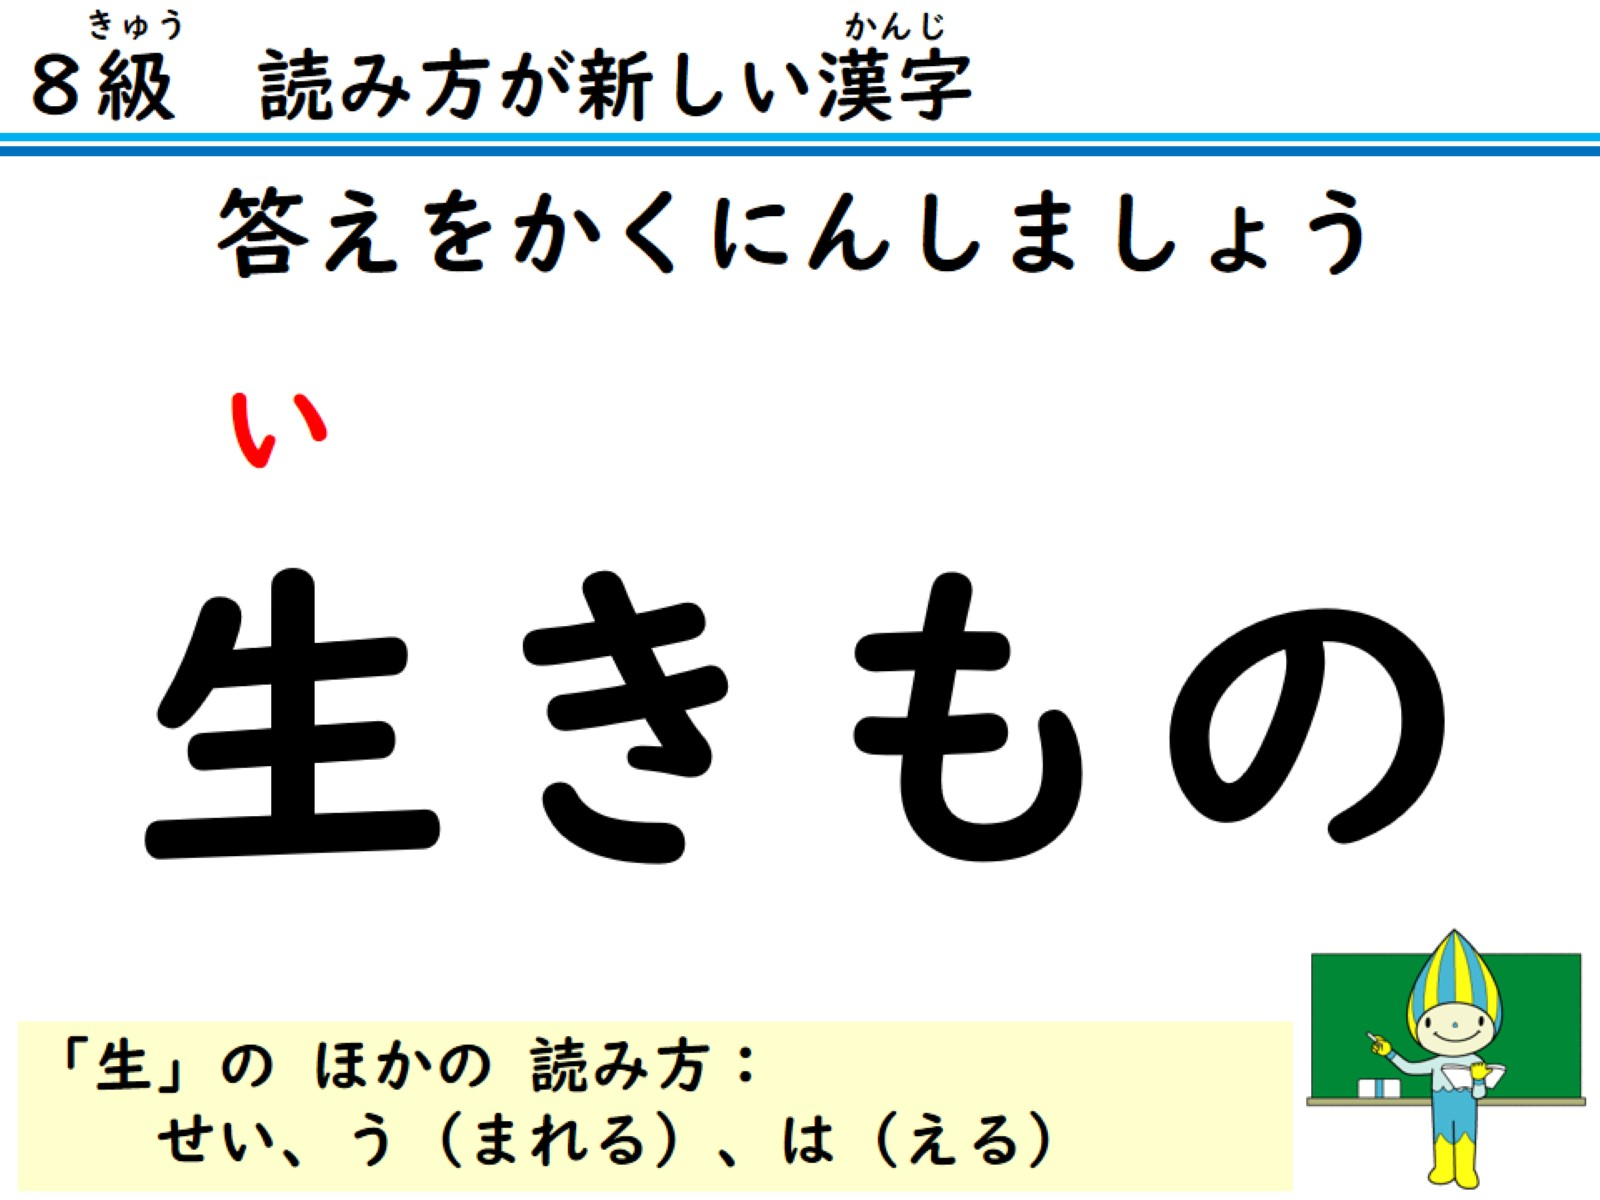 きゅう かんじ
８級 読み方が新しい漢字
答えをかくにんしましょう
い
生きもの
「生」の ほかの 読み方：
せい、う（まれる）、は（える）